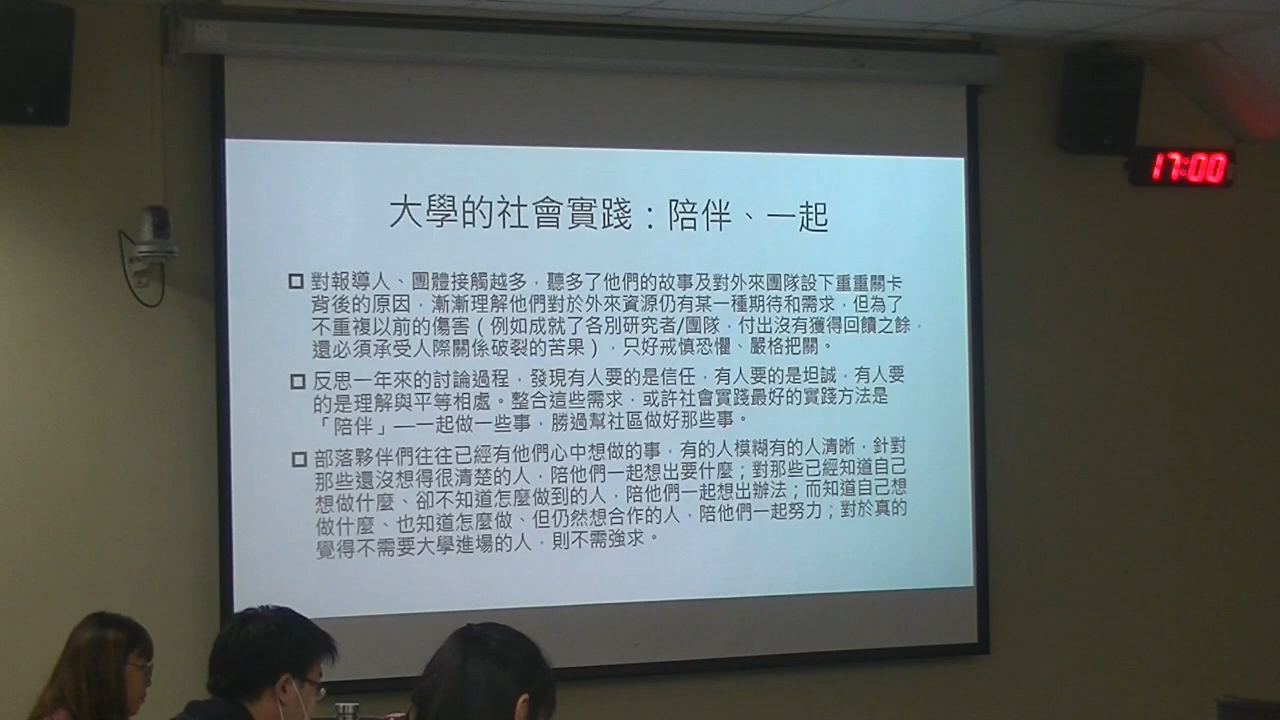 大學的社會實踐：陪伴、一起
17:00
對報導人、團體接觸越多，聽多了他們的故事及對外來團隊設下重重關卡
背後的原因，漸漸理解他們對於外來資源仍有某一種期待和需求，但為了
不重複以前的傷害（例如成就了各別研究者/團隊，付出沒有獲得回饋之餘，
還必須承受人際關係破裂的苦果），只好戒慎恐懼、嚴格把關。
反思一年來的討論過程，發現有人要的是信任，有人要的是坦誠，有人要
的是理解與平等相處。整合這些需求，或許社會實踐最好的實踐方法是
「陪伴」—一起做一些事，勝過幫社區做好那些事。
部落夥伴們往往已經有他們心中想做的事，有的人模糊有的人清晰，針對
那些還沒想得很清楚的人，陪他們一起想出要什麼；對那些已經知道自己
想做什麼、卻不知道怎麼做到的人，陪他們一起想出辦法；而知道自己想
做什麼、也知道怎麼做、但仍然想合作的人，陪他們一起努力；對於真的
覺得不需要大學進場的人，則不需強求。